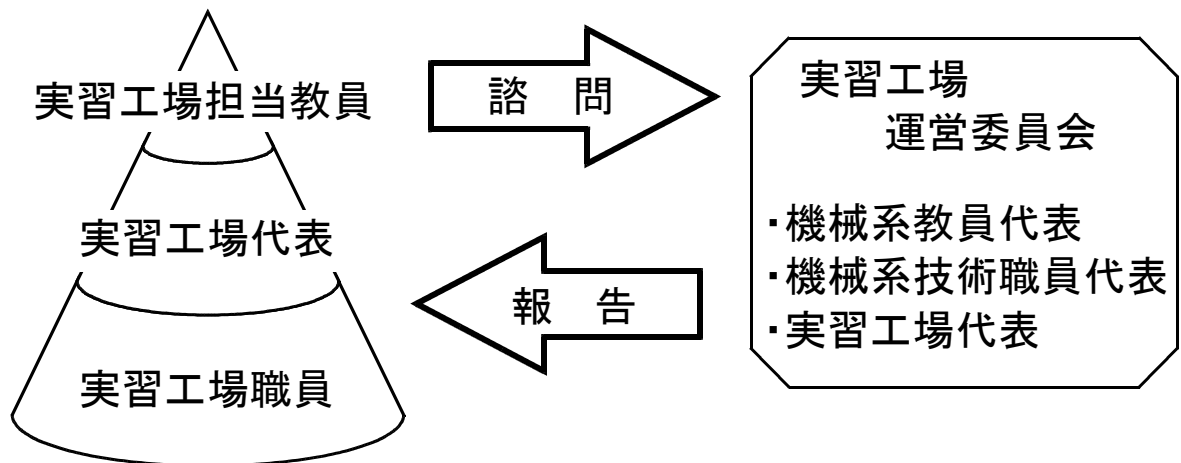 実習工場担当教員
実習工場代表
実習工場職員
諮　問
報　告
実習工場
運営委員会
・機械系教員代表
・機械系技術職員代表
・実習工場代表